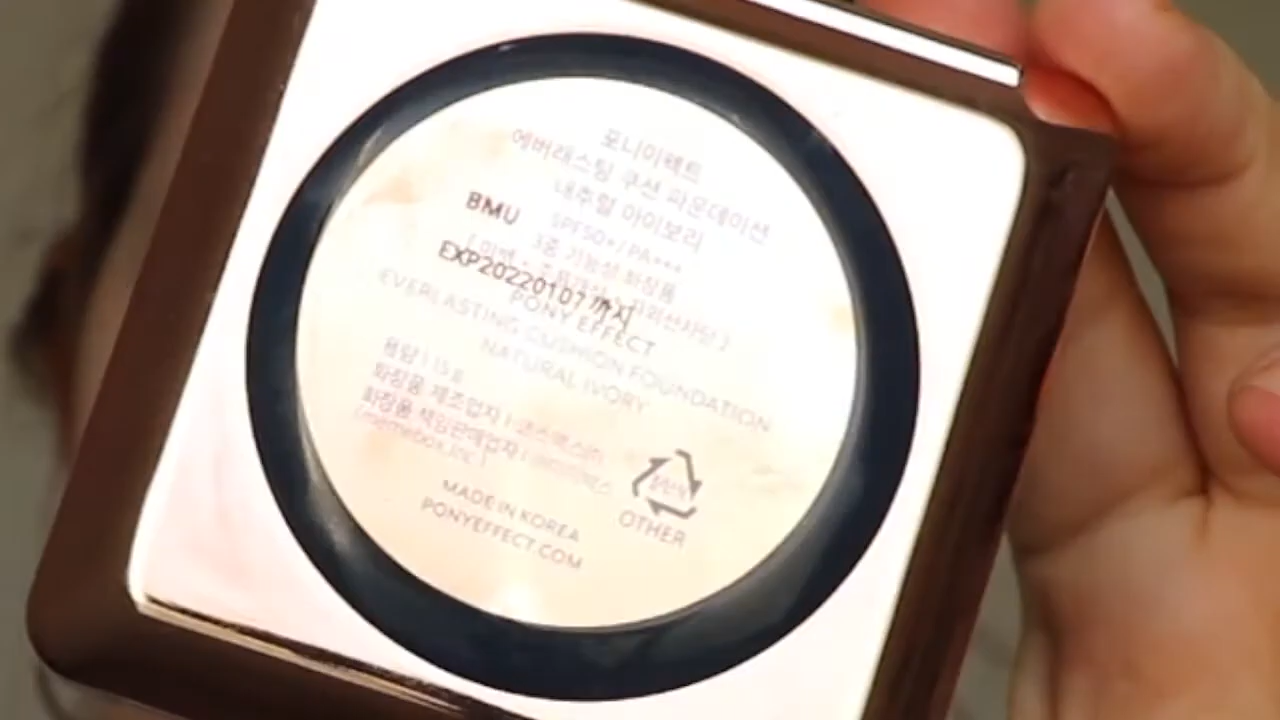 포니이펙트
에버래스팅 쿠션 파운데이션
내추럴 아이보리
BMU SPF50+/PA+++
3종 기능성 화장품
EXP20220107까지
PONY EFFECT
EVERLASTING CUSHION FOUNDATION
NATURAL IVORY
용량 | 15 g
화장품 제조업자 |
화장품 책임판매업자 |
MADE IN KOREA
PONYEFFECT.COM
OTHER